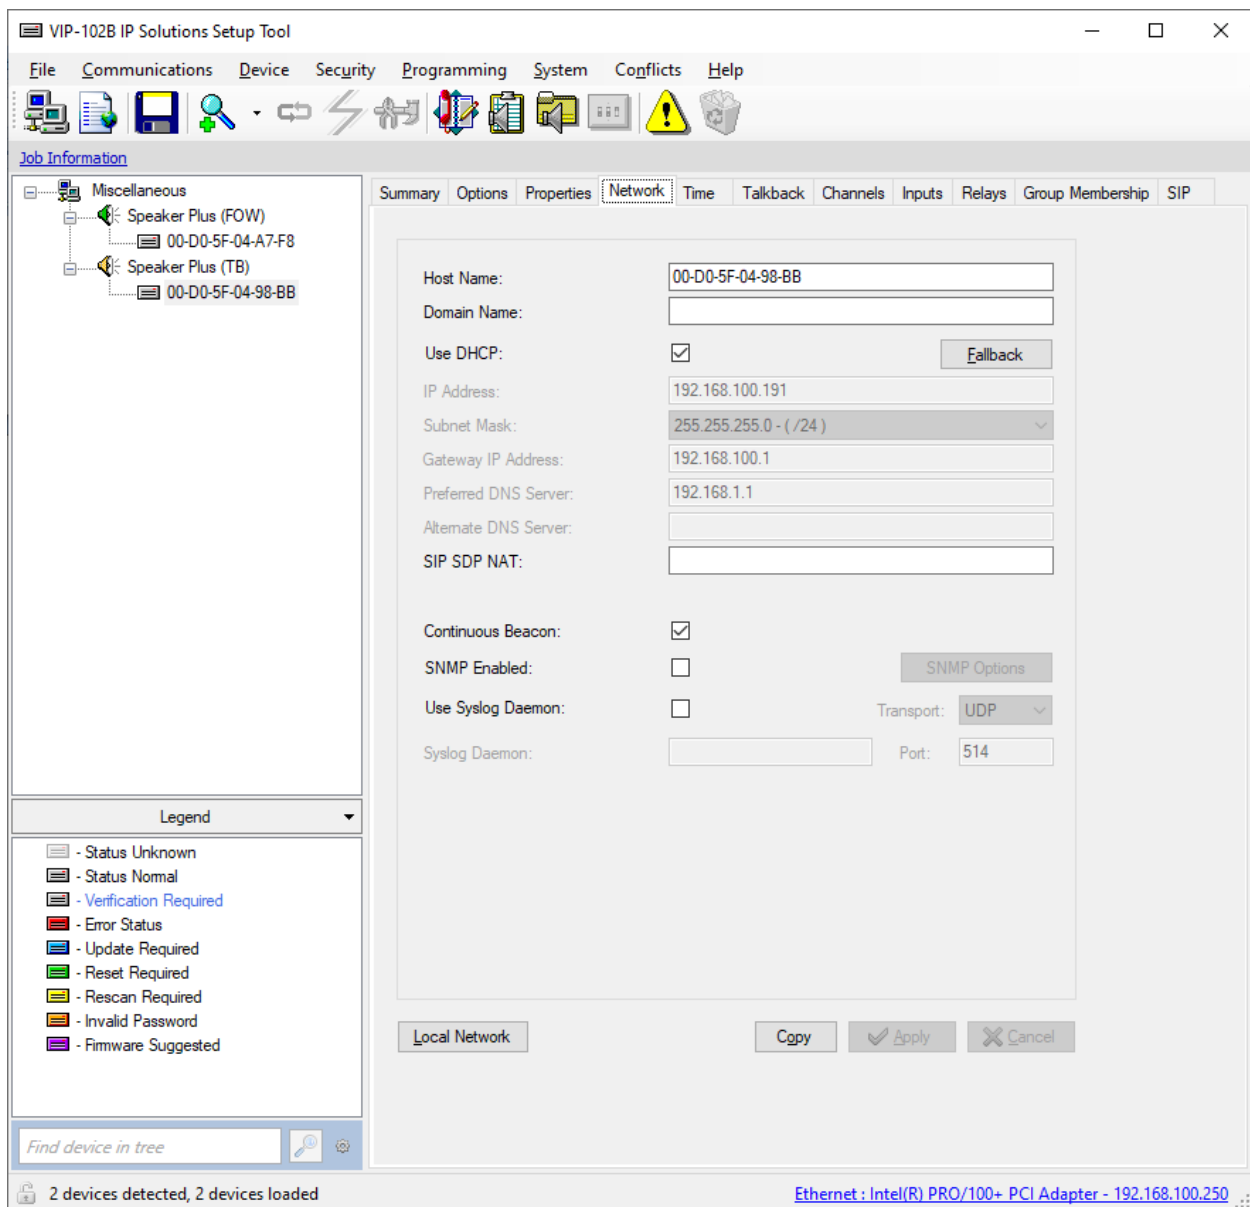 VIP-102B IP Solutions Setup Tool
File Communications Device Security Programming System Conflicts Help
Job Information
Miscellaneous
Speaker Plus (FOW)
00-D0-5F-04-A7-F8
Speaker Plus (TB)
00-D0-5F-04-98-BB
Summary Options Properties Network Time Talkback Channels Inputs Relays Group Membership SIP
Host Name: 00-D0-5F-04-98-BB
Domain Name:
Use DHCP: Fallback
IP Address: 192.168.100.191
Subnet Mask: 255.255.255.0 - ( /24 )
Gateway IP Address: 192.168.100.1
Preferred DNS Server: 192.168.1.1
Alternate DNS Server:
SIP SDP NAT:
Continuous Beacon:
SNMP Enabled: SNMP Options
Use Syslog Daemon: Transport: UDP
Syslog Daemon: Port: 514
Local Network Copy Apply Cancel
Legend
- Status Unknown
- Status Normal
- Verification Required
- Error Status
- Update Required
- Reset Required
- Rescan Required
- Invalid Password
- Firmware Suggested
Find device in tree
2 devices detected, 2 devices loaded
Ethernet : Intel(R) PRO/100+ PCI Adapter - 192.168.100.250